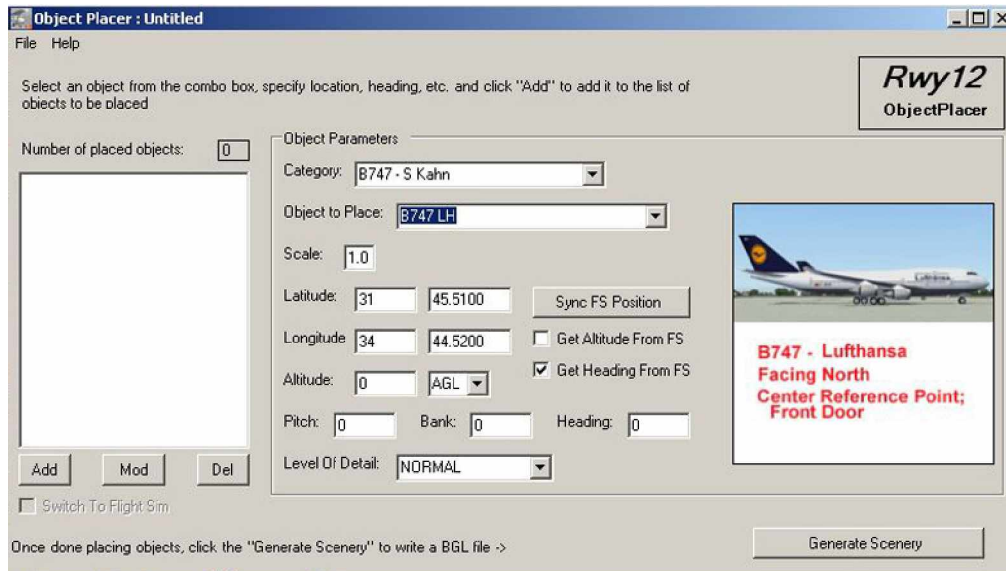 Object Placer : Untitled
File Help
Select an object from the combo box, specify location, heading, etc. and click "Add" to add it to the list of
objects to be placed
Rwy12
ObjectPlacer
Number of placed objects: 0
Object Parameters
Category: B747 - S Kahn
Object to Place: B747 LH
Scale: 1.0
Latitude: 31 45.5100 Sync FS Position
Longitude 34 44.5200 Get Altitude From FS
Altitude: 0 AGL Get Heading From FS
Pitch: 0 Bank: 0 Heading: 0
Level Of Detail: NORMAL
Lufthansa
B747 - Lufthansa
Facing North
Center Reference Point;
Front Door
Add Mod Del
Switch To Flight Sim
Once done placing objects, click the "Generate Scenery" to write a BGL file ->
Generate Scenery